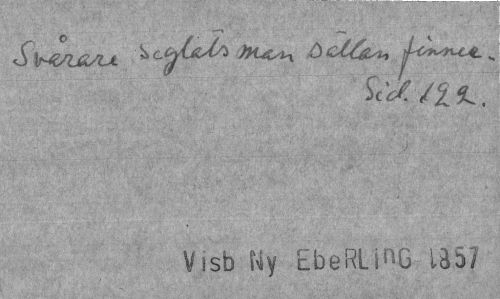 Svårare seglats man sällan finner.
Sid. 122.
Visb Ny EbeRLinG 1857